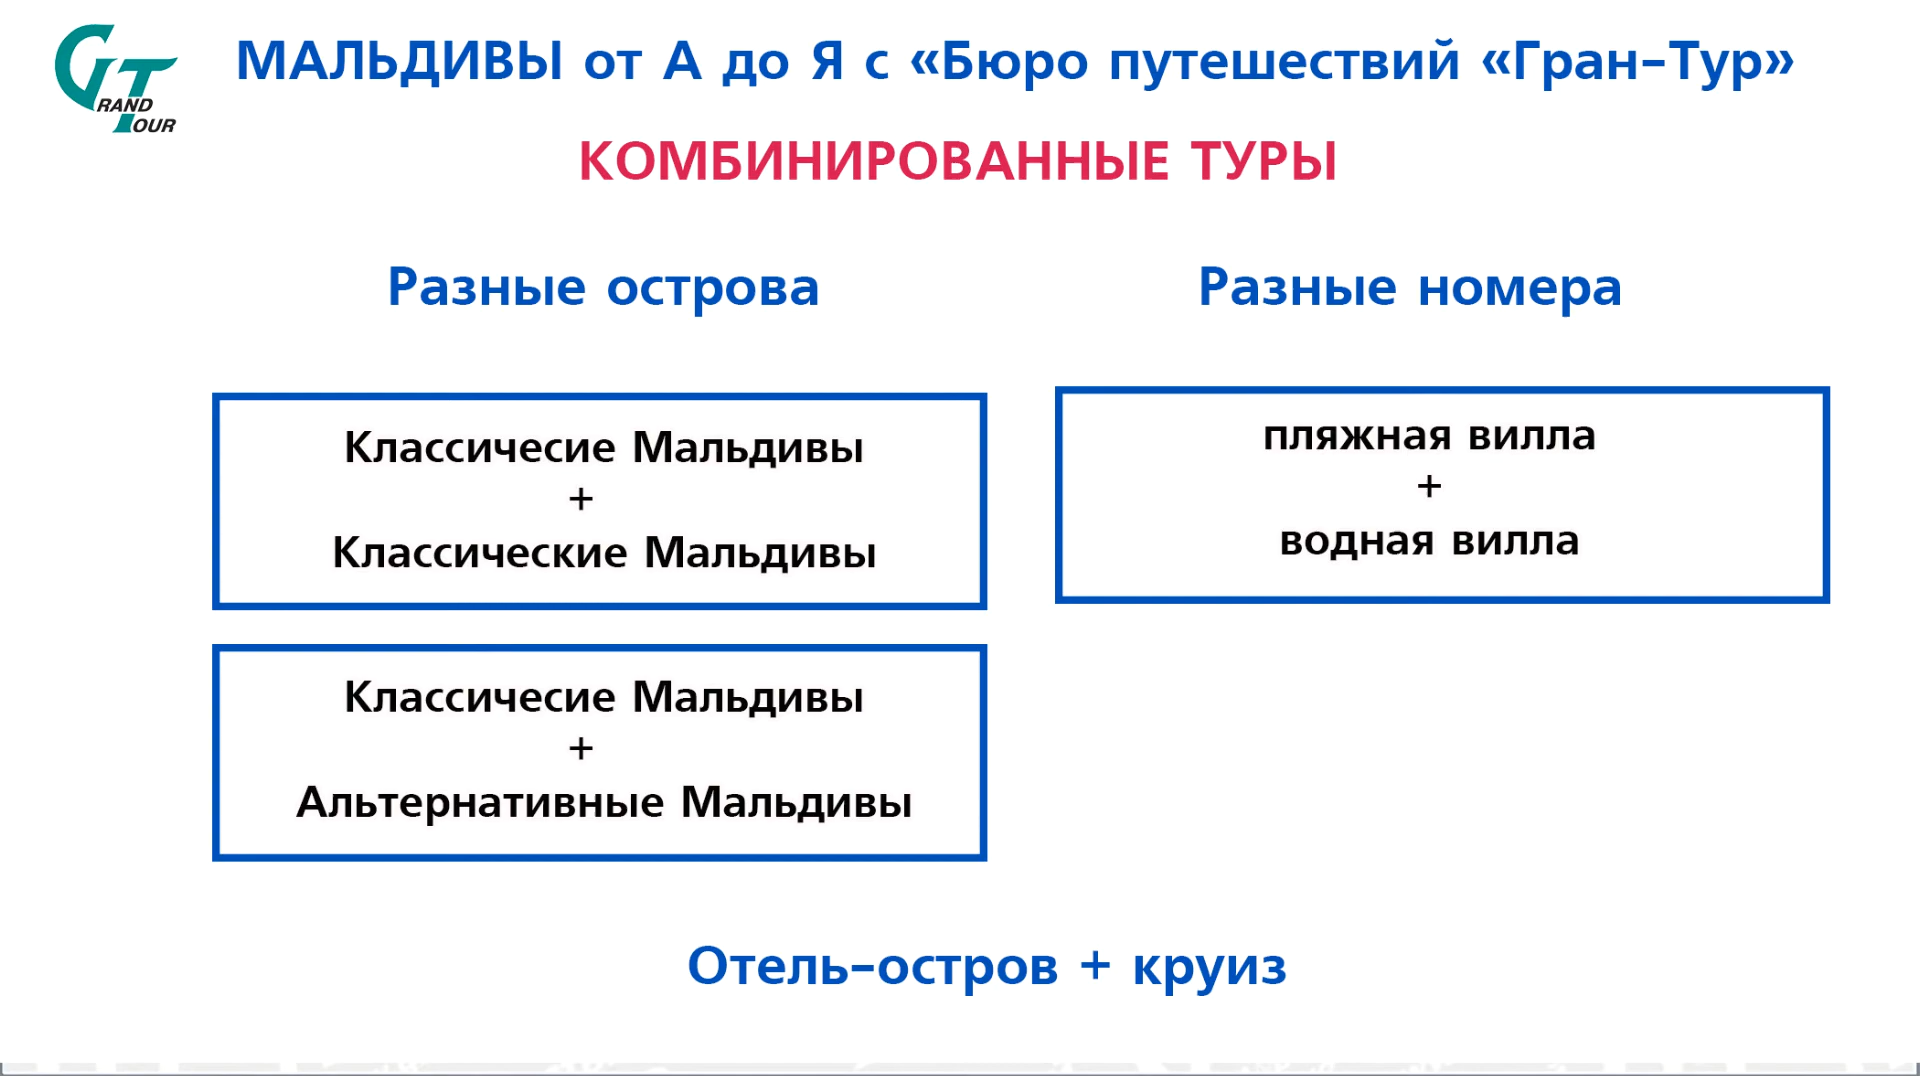 GRAND
TOUR
МАЛЬДИВЫ от А до Я с «Бюро путешествий «Гран-Тур»
КОМБИНИРОВАННЫЕ ТУРЫ
Разные острова
Классичесие Мальдивы
+
Классические Мальдивы
Классичесие Мальдивы
+
Альтернативные Мальдивы
Разные номера
пляжная вилла
+
водная вилла
Отель-остров + круиз